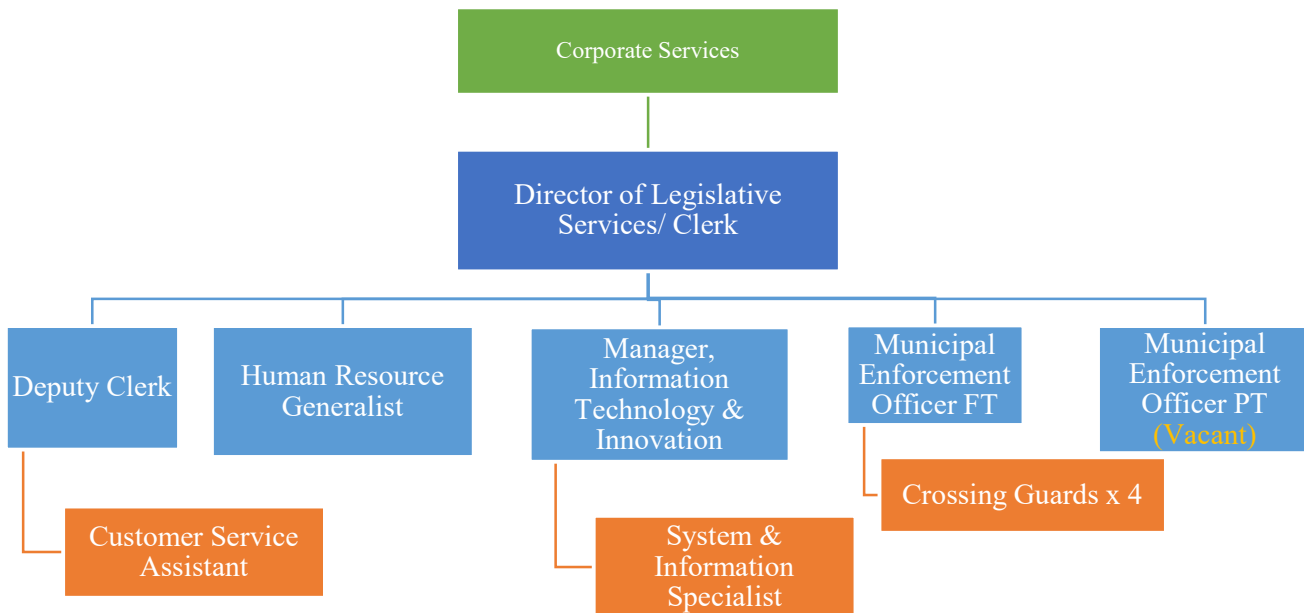 Corporate Services
Director of Legislative
Services/ Clerk
Deputy Clerk
Human Resource
Generalist
Manager,
Information
Technology &
Innovation
Municipal
Enforcement
Officer FT
Municipal
Enforcement
Officer PT
(Vacant)
Customer Service
Assistant
System &
Information
Specialist
Crossing Guards x 4